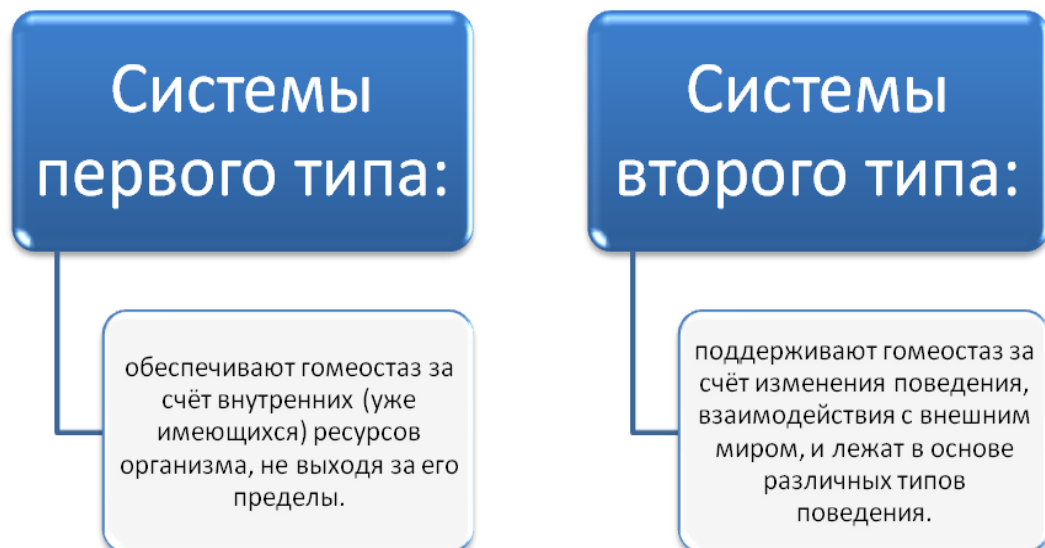 Системы
первого типа:
обеспечивают гомеостаз за
счёт внутренних (уже
имеющихся) ресурсов
организма, не выходя за его
пределы.
Системы
второго типа:
поддерживают гомеостаз за
счёт изменения поведения,
взаимодействия с внешним
миром, и лежат в основе
различных типов
поведения.